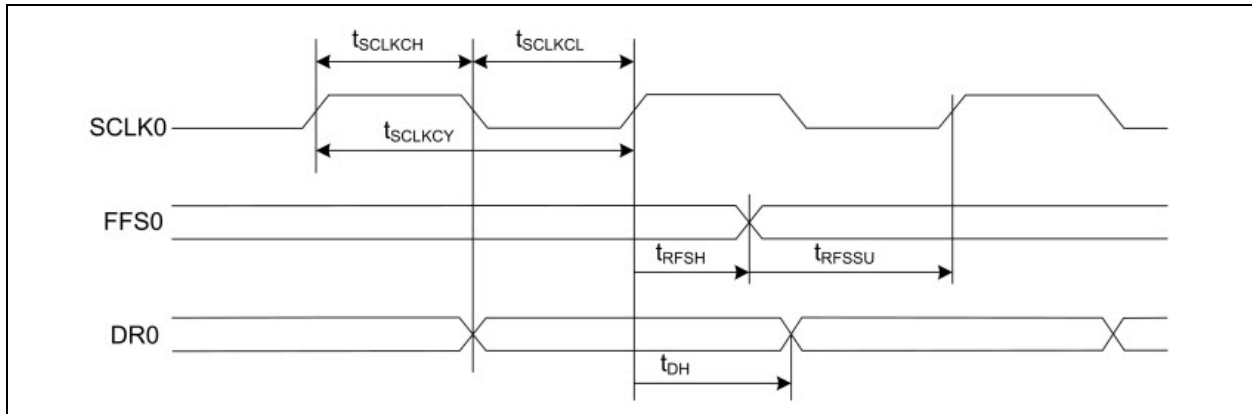 tSCLKCH tSCLKCL
SCLK0
tSCLKCY
FFS0
tRFSH tRFSSU
DR0
tDH